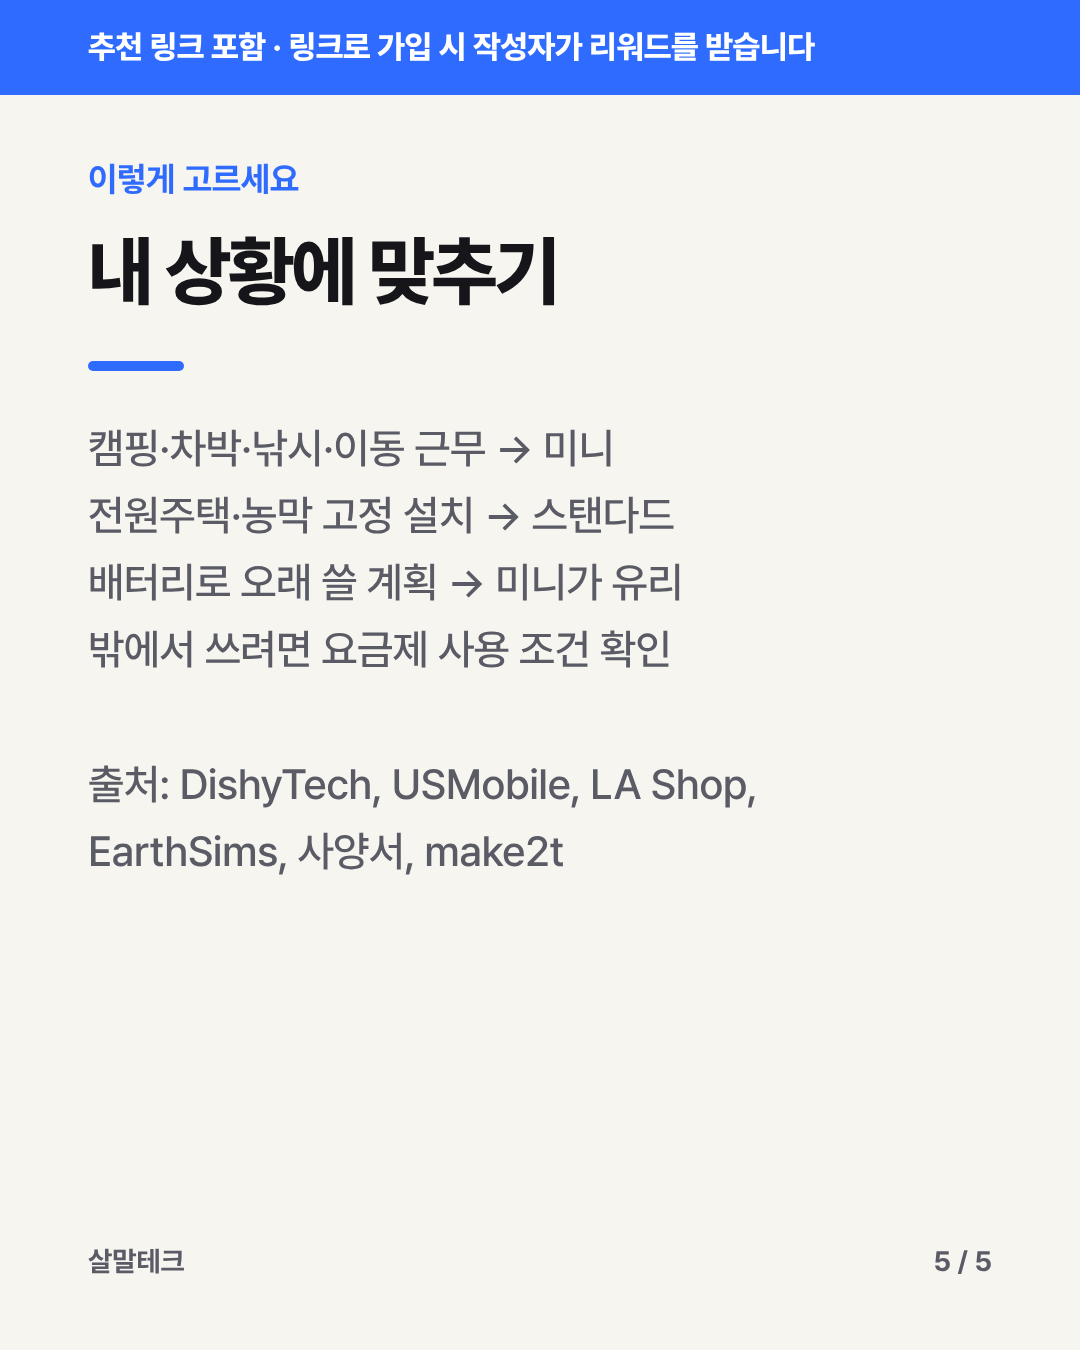 추천 링크 포함 · 링크로 가입 시 작성자가 리워드를 받습니다
이렇게 고르세요
내 상황에 맞추기
캠핑·차박·낚시·이동 근무 → 미니
전원주택·농막 고정 설치 → 스탠다드
배터리로 오래 쓸 계획 → 미니가 유리
밖에서 쓰려면 요금제 사용 조건 확인
출처: DishyTech, USMobile, LA Shop,
EarthSims, 사양서, make2t
살말테크
5 / 5